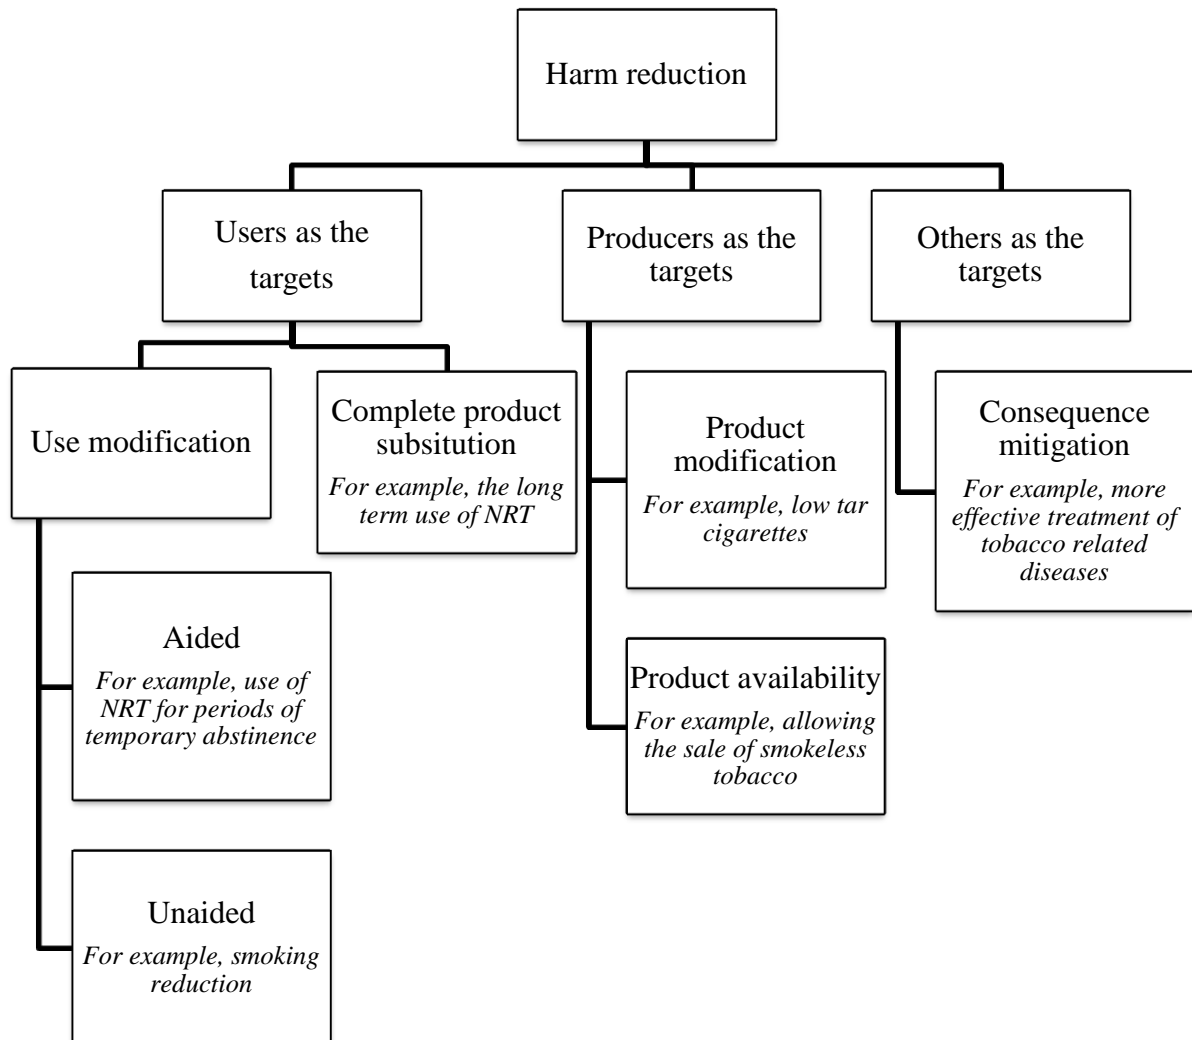 Harm reduction
Users as the
targets
Producers as the
targets
Others as the
targets
Use modification
Complete product
subsitution
For example, the long
term use of NRT
Product
modification
For example, low tar
cigarettes
Consequence
mitigation
For example, more
effective treatment of
tobacco related
diseases
Aided
For example, use of
NRT for periods of
temporary abstinence
Product availability
For example, allowing
the sale of smokeless
tobacco
Unaided
For example, smoking
reduction